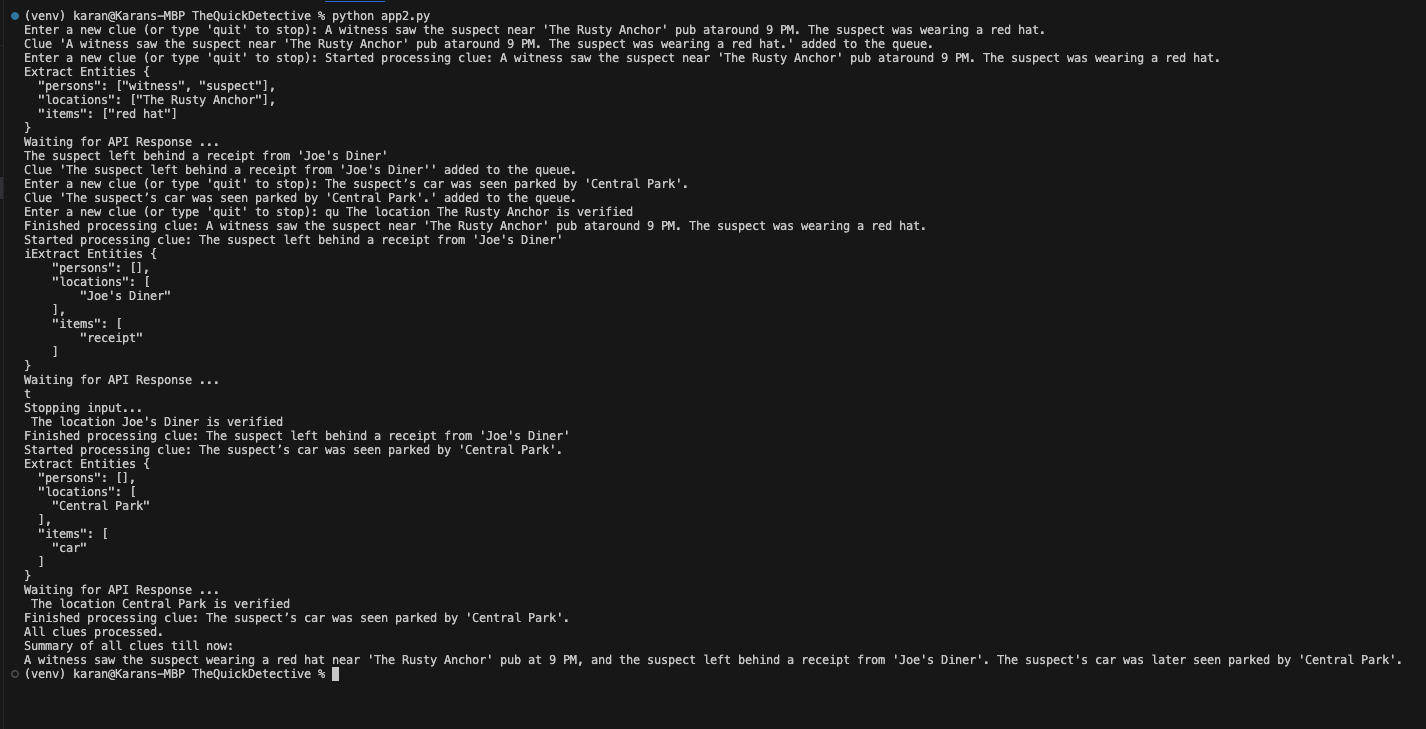 (venv) karan@Karans-MBP TheQuickDetective % python app2.py
Enter a new clue (or type 'quit' to stop): A witness saw the suspect near 'The Rusty Anchor' pub ataround 9 PM. The suspect was wearing a red hat.
Clue 'A witness saw the suspect near 'The Rusty Anchor' pub ataround 9 PM. The suspect was wearing a red hat.' added to the queue.
Enter a new clue (or type 'quit' to stop): Started processing clue: A witness saw the suspect near 'The Rusty Anchor' pub ataround 9 PM. The suspect was wearing a red hat.
Extract Entities {
  "persons": ["witness", "suspect"],
  "locations": ["The Rusty Anchor"],
  "items": ["red hat"]
}
Waiting for API Response ...
The suspect left behind a receipt from 'Joe's Diner'
Clue 'The suspect left behind a receipt from 'Joe's Diner'' added to the queue.
Enter a new clue (or type 'quit' to stop): The suspect’s car was seen parked by 'Central Park'.
Clue 'The suspect’s car was seen parked by 'Central Park'.' added to the queue.
Enter a new clue (or type 'quit' to stop): qu The location The Rusty Anchor is verified
Finished processing clue: A witness saw the suspect near 'The Rusty Anchor' pub ataround 9 PM. The suspect was wearing a red hat.
Started processing clue: The suspect left behind a receipt from 'Joe's Diner'
iExtract Entities {
    "persons": [],
    "locations": [
        "Joe's Diner"
    ],
    "items": [
        "receipt"
    ]
}
Waiting for API Response ...
t
Stopping input...
 The location Joe's Diner is verified
Finished processing clue: The suspect left behind a receipt from 'Joe's Diner'
Started processing clue: The suspect’s car was seen parked by 'Central Park'.
Extract Entities {
  "persons": [],
  "locations": [
    "Central Park"
  ],
  "items": [
    "car"
  ]
}
Waiting for API Response ...
 The location Central Park is verified
Finished processing clue: The suspect’s car was seen parked by 'Central Park'.
All clues processed.
Summary of all clues till now:
A witness saw the suspect wearing a red hat near 'The Rusty Anchor' pub at 9 PM, and the suspect left behind a receipt from 'Joe's Diner'. The suspect's car was later seen parked by 'Central Park'.
(venv) karan@Karans-MBP TheQuickDetective %